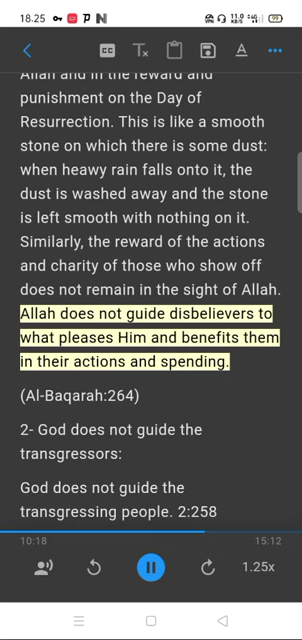 18.25
11.0
KB/S
99
CC
Allah and in the reward and
punishment on the Day of
Resurrection. This is like a smooth
stone on which there is some dust:
when heavy rain falls onto it, the
dust is washed away and the stone
is left smooth with nothing on it.
Similarly, the reward of the actions
and charity of those who show off
does not remain in the sight of Allah.
Allah does not guide disbelievers to
what pleases Him and benefits them
in their actions and spending.
(Al-Baqarah:264)
2- God does not guide the
transgressors:
God does not guide the
transgressing people. 2:258
10:18
15:12
1.25x